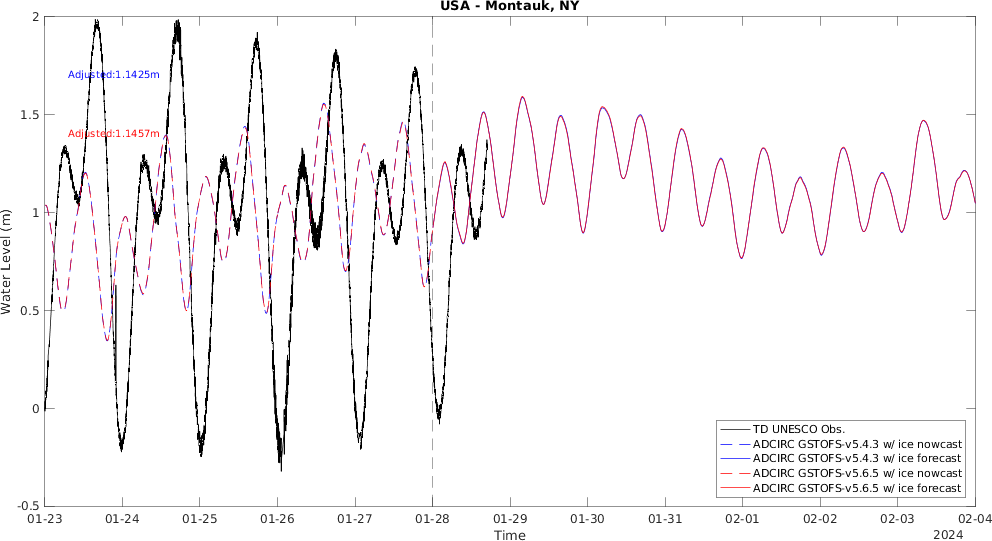 USA - Montauk, NY
2
1.5
1
0.5
0
-0.5
Water Level (m)
Adjusted:1.1425m
Adjusted:1.1457m
TD UNESCO Obs.
ADCIRC GSTOFS-v5.4.3 w/ ice nowcast
ADCIRC GSTOFS-v5.4.3 w/ ice forecast
ADCIRC GSTOFS-v5.6.5 w/ ice nowcast
ADCIRC GSTOFS-v5.6.5 w/ ice forecast
01-23 01-24 01-25 01-26 01-27 01-28 01-29 01-30 01-31 02-01 02-02 02-03 02-04
Time
2024